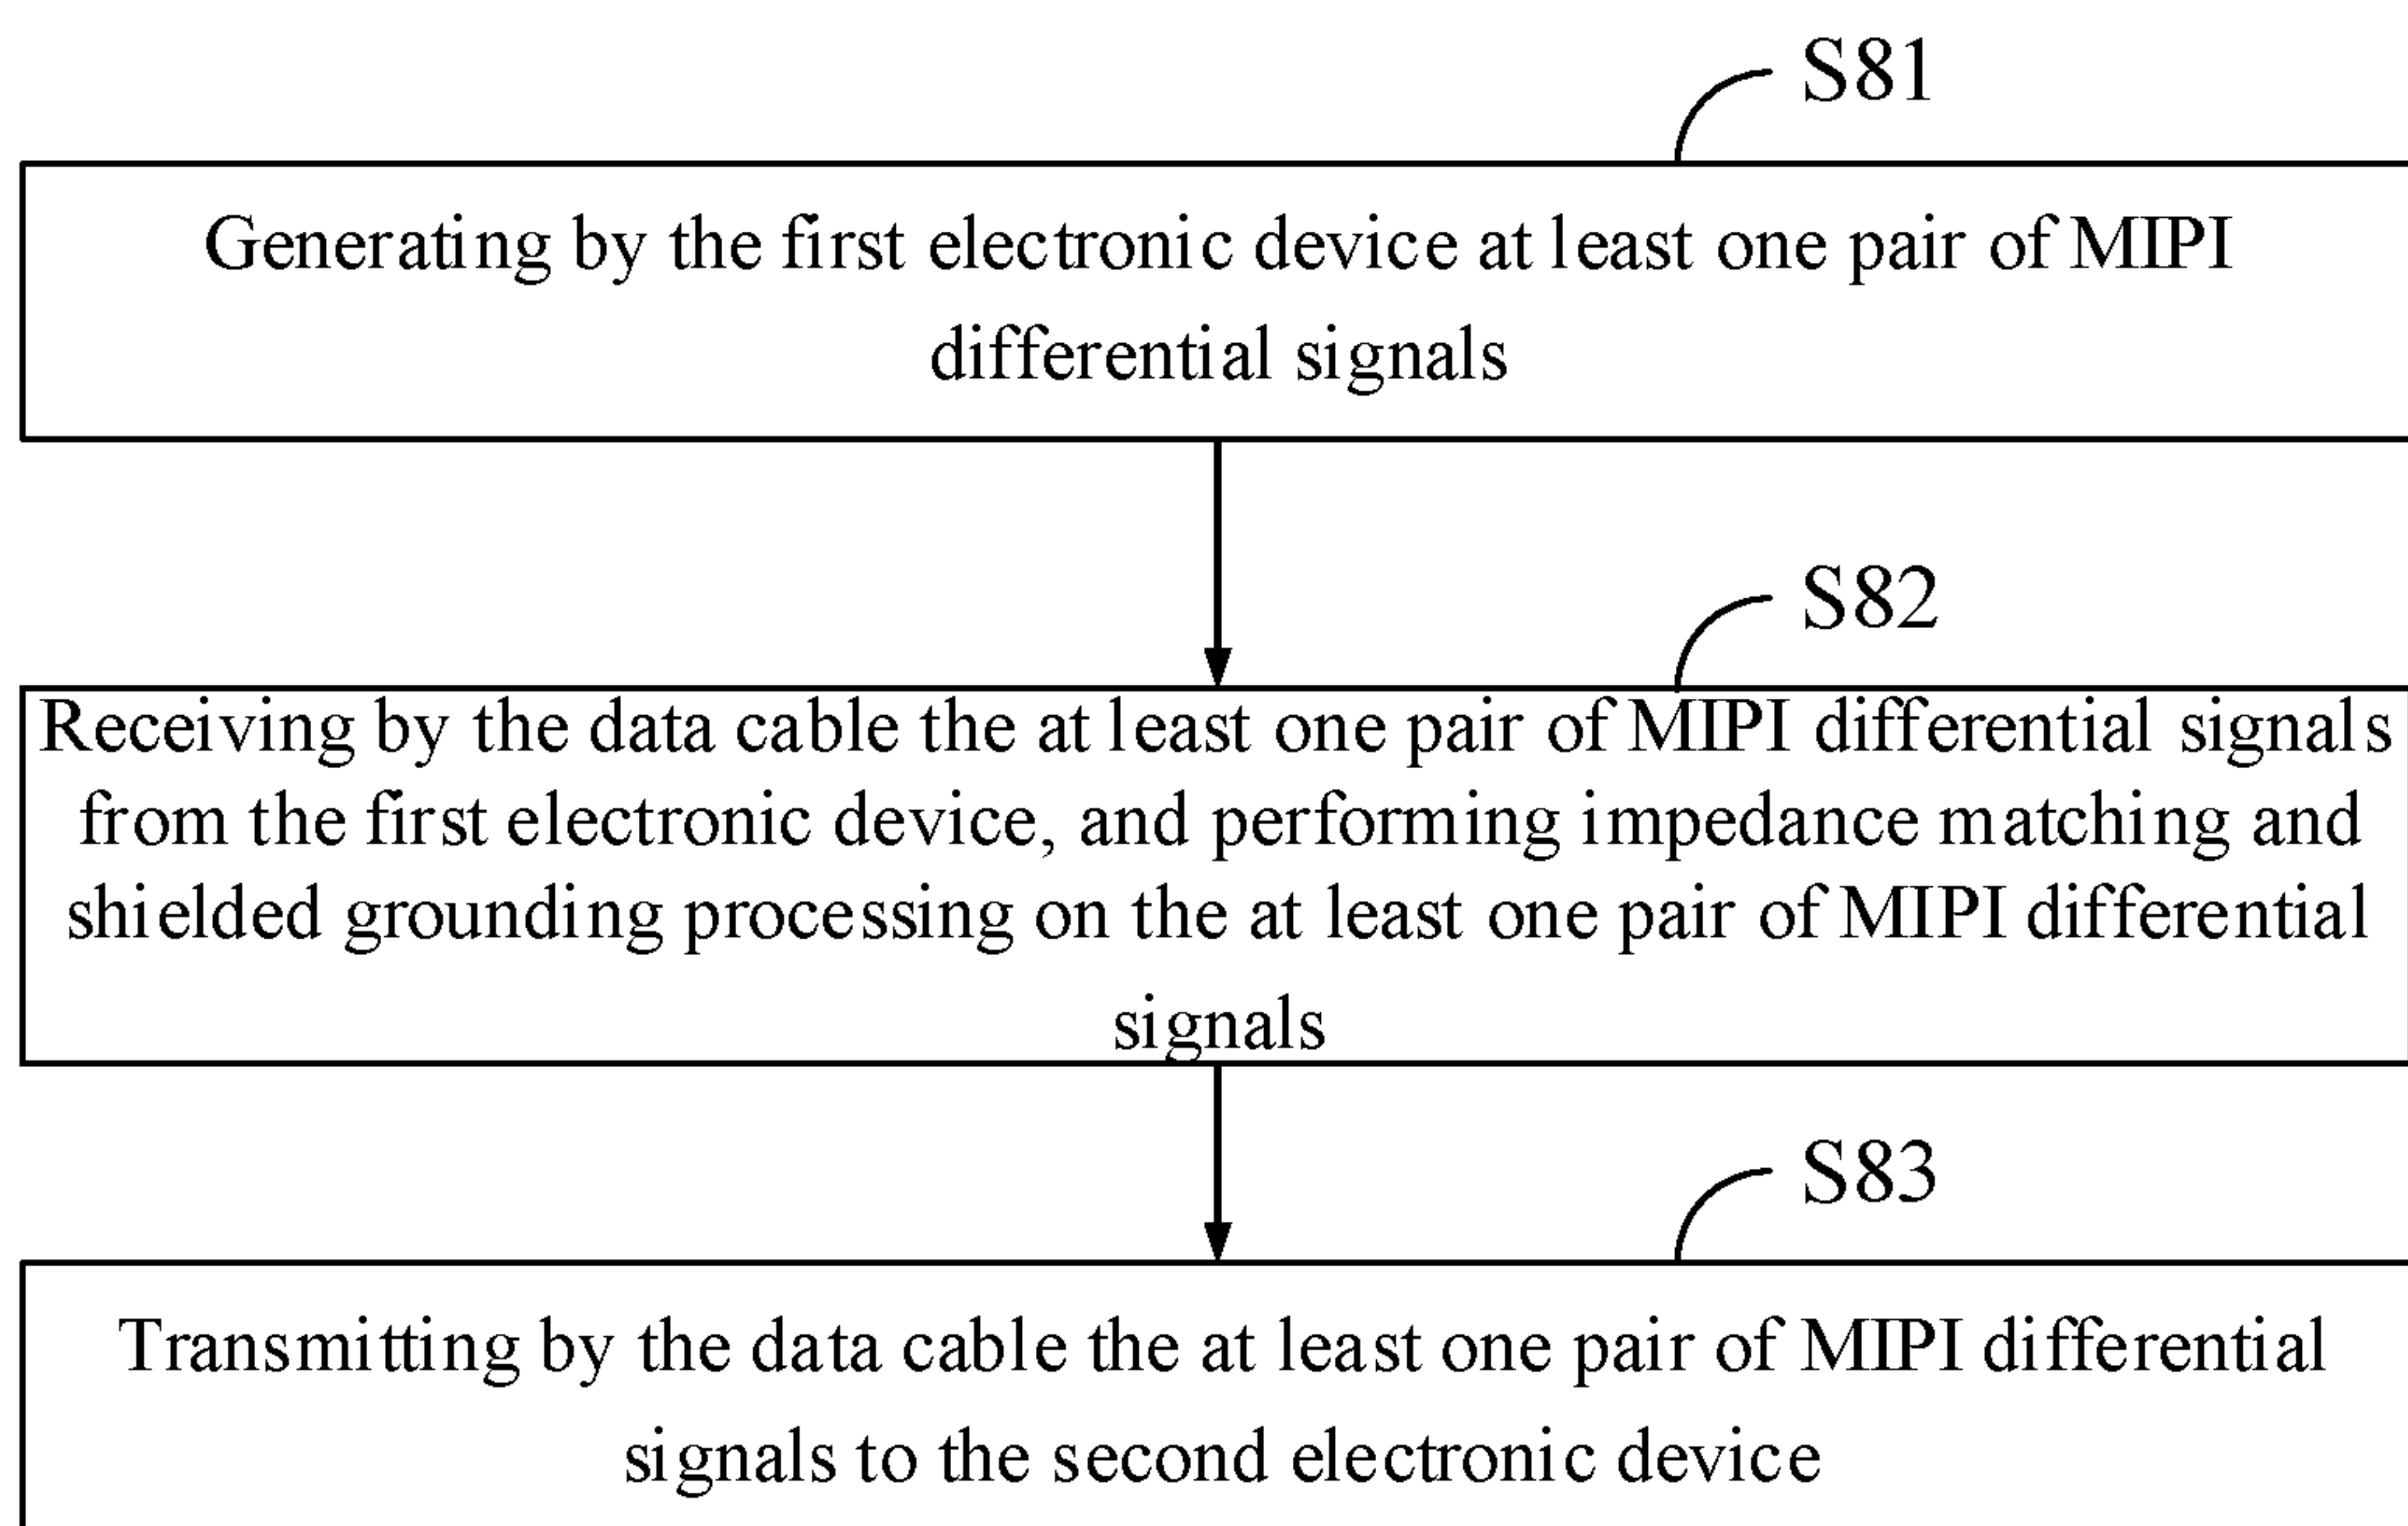 S81
Generating by the first electronic device at least one pair of MIPI
differential signals
S82
Receiving by the data cable the at least one pair of MIPI differential signals
from the first electronic device, and performing impedance matching and
shielded grounding processing on the at least one pair of MIPI differential
signals
S83
Transmitting by the data cable the at least one pair of MIPI differential
signals to the second electronic device